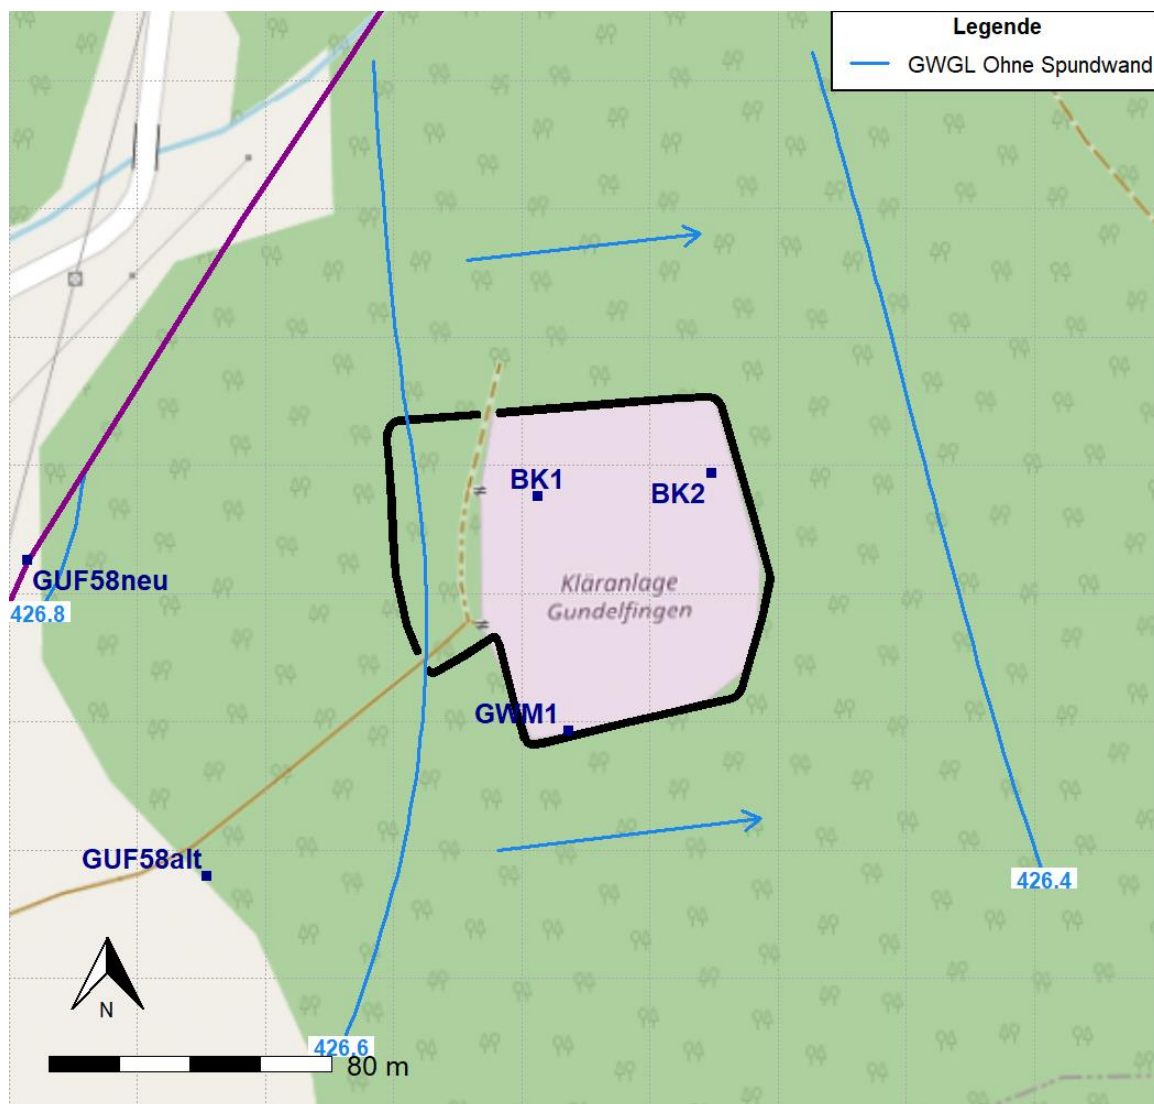 Legende
GWGL Ohne Spundwand
BK1
BK2
Kläranlage
Gundelfingen
GUF58neu
426.8
GWM1
GUF58alt
426.4
N
426.6
80 m